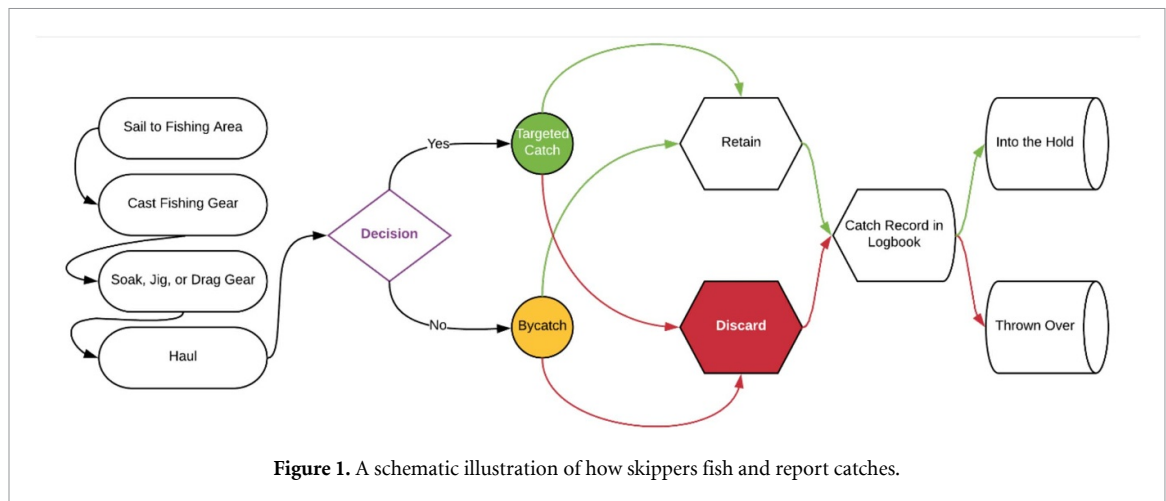 Sail to Fishing Area
Cast Fishing Gear
Soak, Jig, or Drag Gear
Haul
Decision
Yes
No
Targeted
Catch
Bycatch
Retain
Discard
Catch Record in
Logbook
Into the Hold
Thrown Over
Figure 1. A schematic illustration of how skippers fish and report catches.